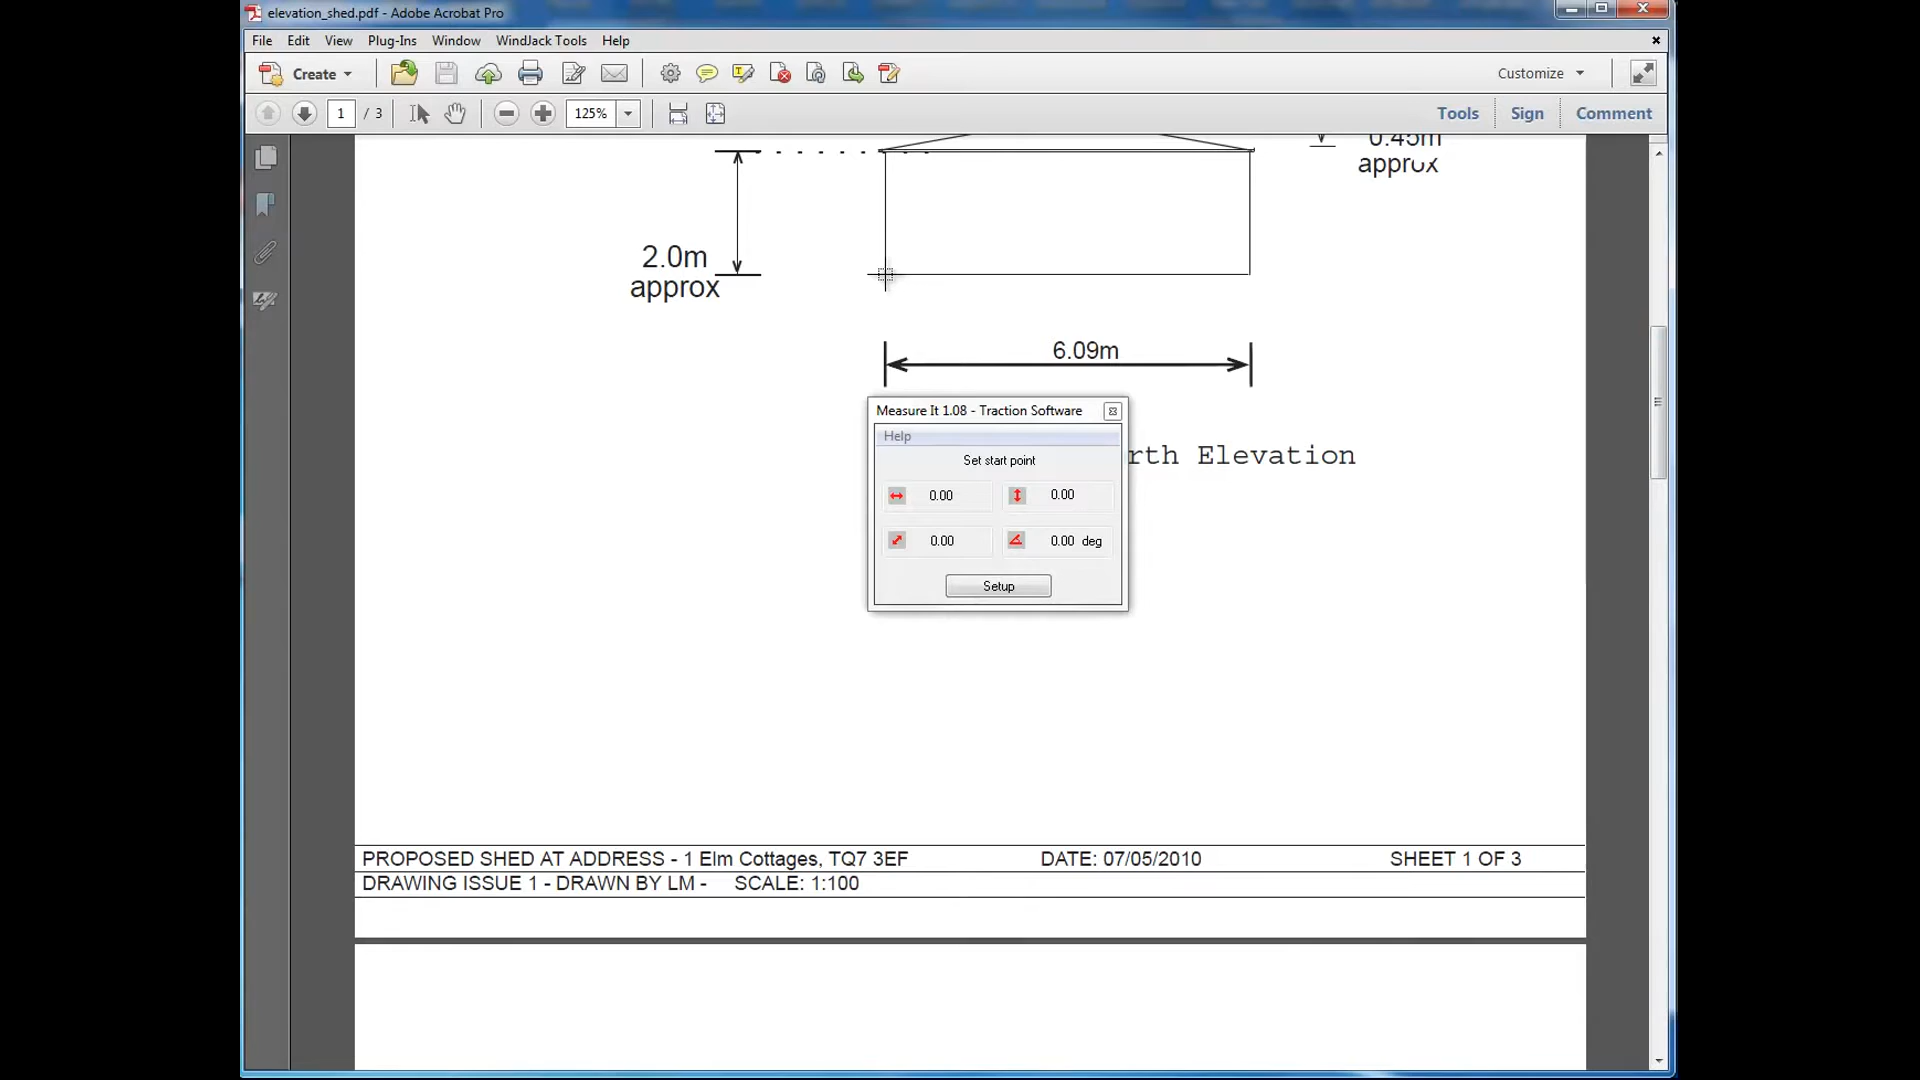 elevation_shed.pdf - Adobe Acrobat Pro
File Edit View Plug-Ins Window WindJack Tools Help
Create Customize
1 / 3 125% Tools Sign Comment
0.45m
approx
2.0m
approx
6.09m
Measure It 1.08 - Traction Software
Help
rth Elevation
Set start point
0.00 0.00
0.00 0.00 deg
Setup
PROPOSED SHED AT ADDRESS - 1 Elm Cottages, TQ7 3EF DATE: 07/05/2010 SHEET 1 OF 3
DRAWING ISSUE 1 - DRAWN BY LM - SCALE: 1:100